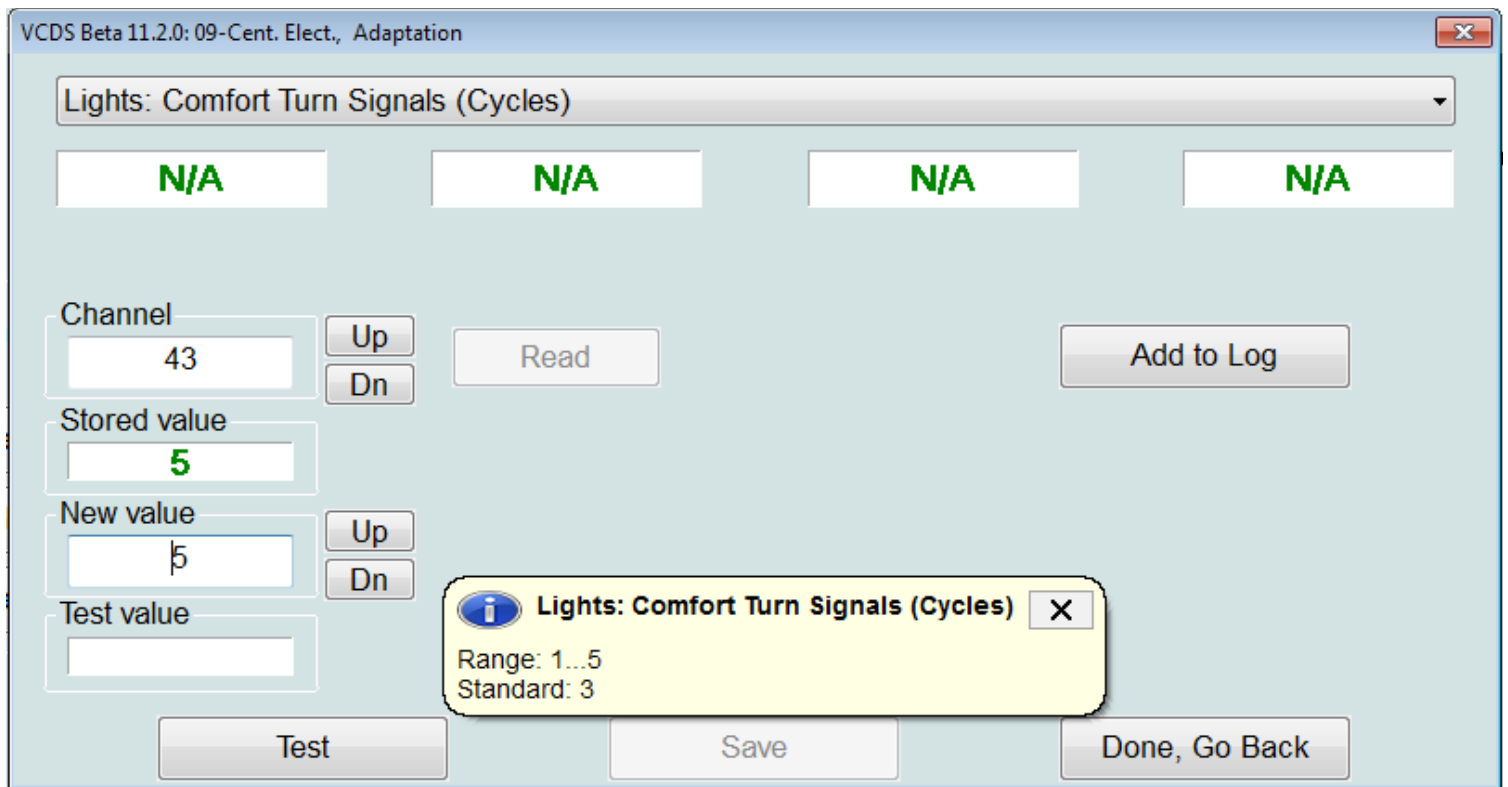 VCDS Beta 11.2.0: 09-Cent. Elect.,  Adaptation
Lights: Comfort Turn Signals (Cycles)
N/A N/A N/A N/A
Channel
43
Up
Dn
Read
Add to Log
Stored value
5
New value
5
Up
Dn
Test value
Lights: Comfort Turn Signals (Cycles)
Range: 1...5
Standard: 3
Test Save Done, Go Back